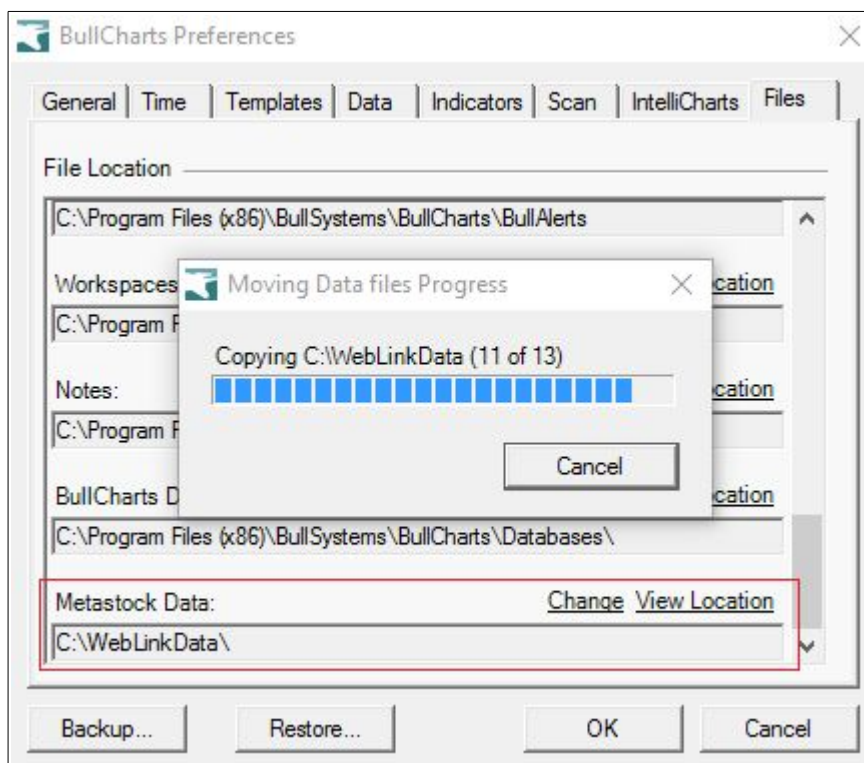 BullCharts Preferences
General Time Templates Data Indicators Scan IntelliCharts Files
File Location
C:\Program Files (x86)\BullSystems\BullCharts\BullAlerts
Workspaces
cation
C:\Program F
Moving Data files Progress
Copying C:\WebLinkData (11 of 13)
Cancel
Notes:
cation
C:\Program F
BullCharts D
cation
C:\Program Files (x86)\BullSystems\BullCharts\Databases\
Metastock Data: Change View Location
C:\WebLinkData\
Backup... Restore... OK Cancel